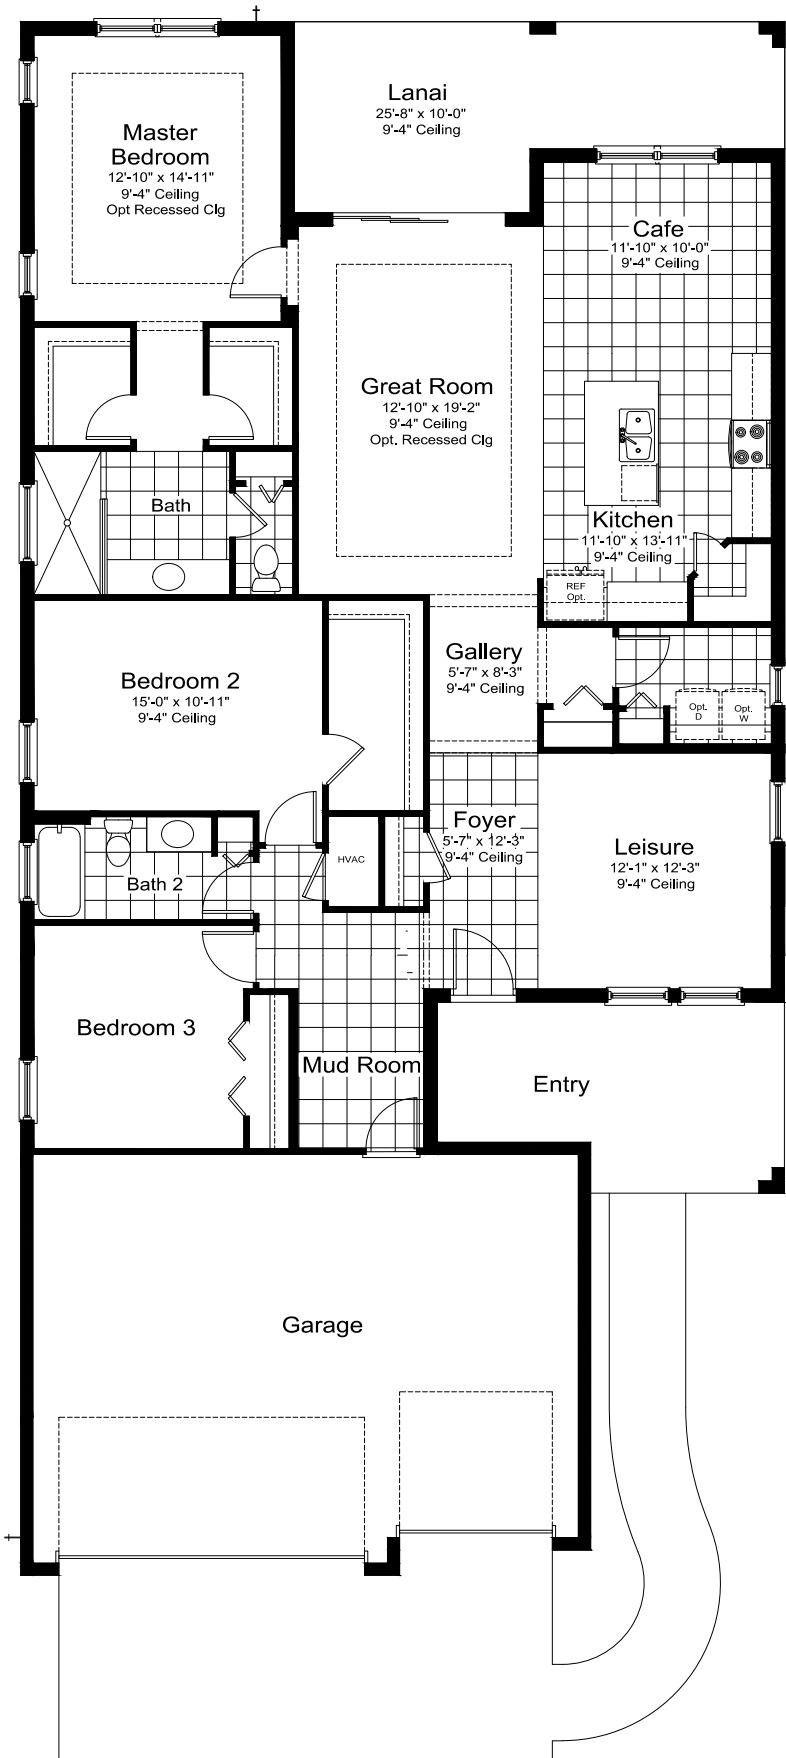 Lanai
25'-8" x 10'-0"
9'-4" Ceiling
Master
Bedroom
12'-10" x 14'-11"
9'-4" Ceiling
Opt Recessed Clg
Cafe
11'-10" x 10'-0"
9'-4" Ceiling
Great Room
12'-10" x 19'-2"
9'-4" Ceiling
Opt. Recessed Clg
Bath
Kitchen
11'-10" x 13'-11"
9'-4" Ceiling
REF
Opt.
Gallery
5'-7" x 8'-3"
9'-4" Ceiling
Bedroom 2
15'-0" x 10'-11"
9'-4" Ceiling
Opt.
D
Opt.
W
Foyer
5'-7" x 12'-3"
9'-4" Ceiling
Leisure
12'-1" x 12'-3"
9'-4" Ceiling
HVAC
Bath 2
Bedroom 3
Mud Room
Entry
Garage